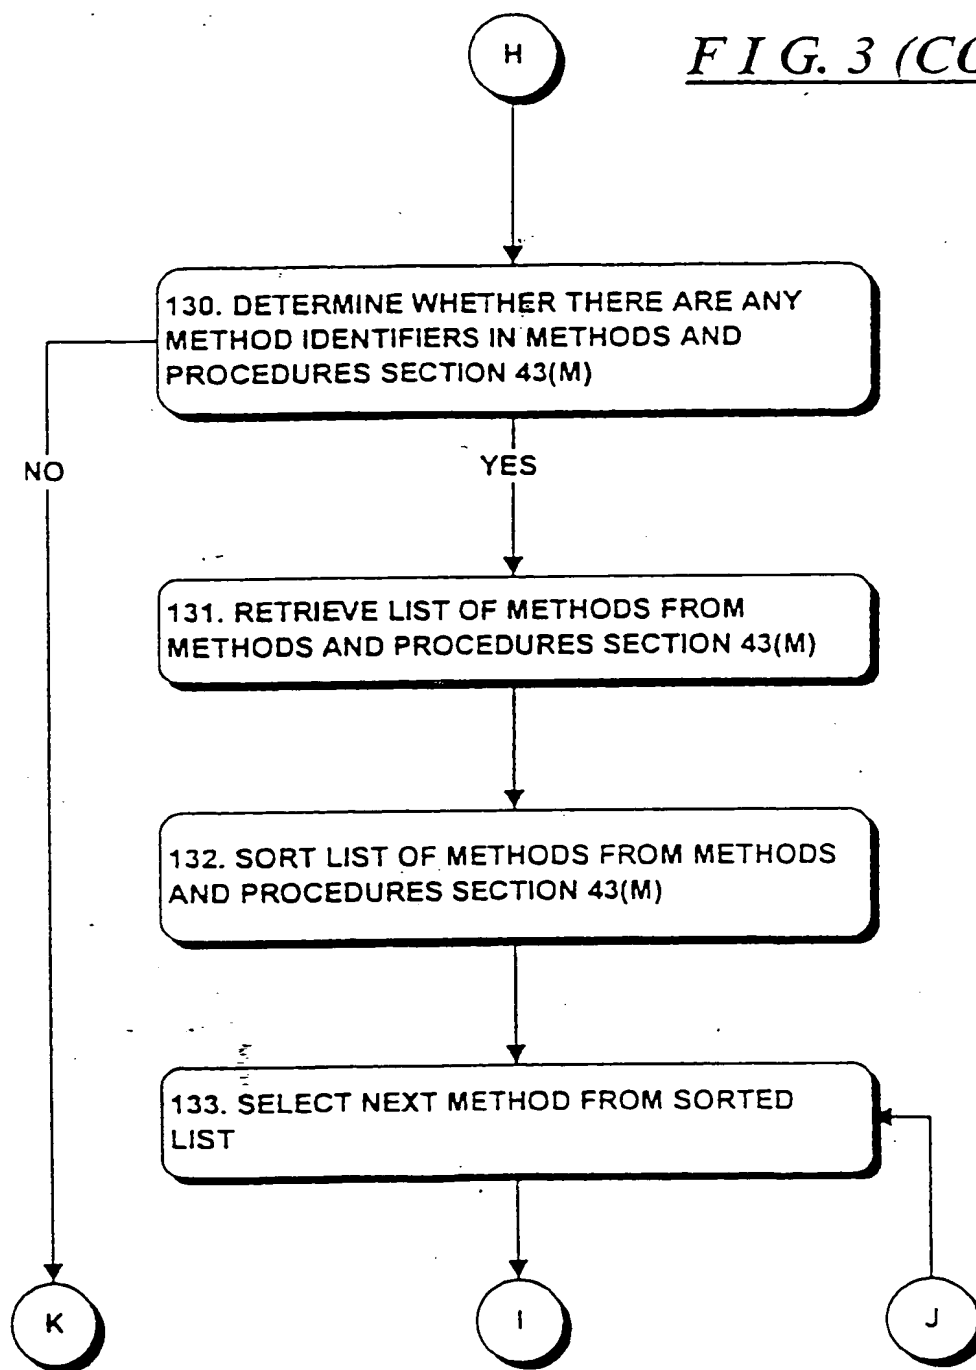 H
F I G. 3 (CO
130. DETERMINE WHETHER THERE ARE ANY
METHOD IDENTIFIERS IN METHODS AND
PROCEDURES SECTION 43(M)
NO
YES
131. RETRIEVE LIST OF METHODS FROM
METHODS AND PROCEDURES SECTION 43(M)
132. SORT LIST OF METHODS FROM METHODS
AND PROCEDURES SECTION 43(M)
133. SELECT NEXT METHOD FROM SORTED
LIST
K
I
J